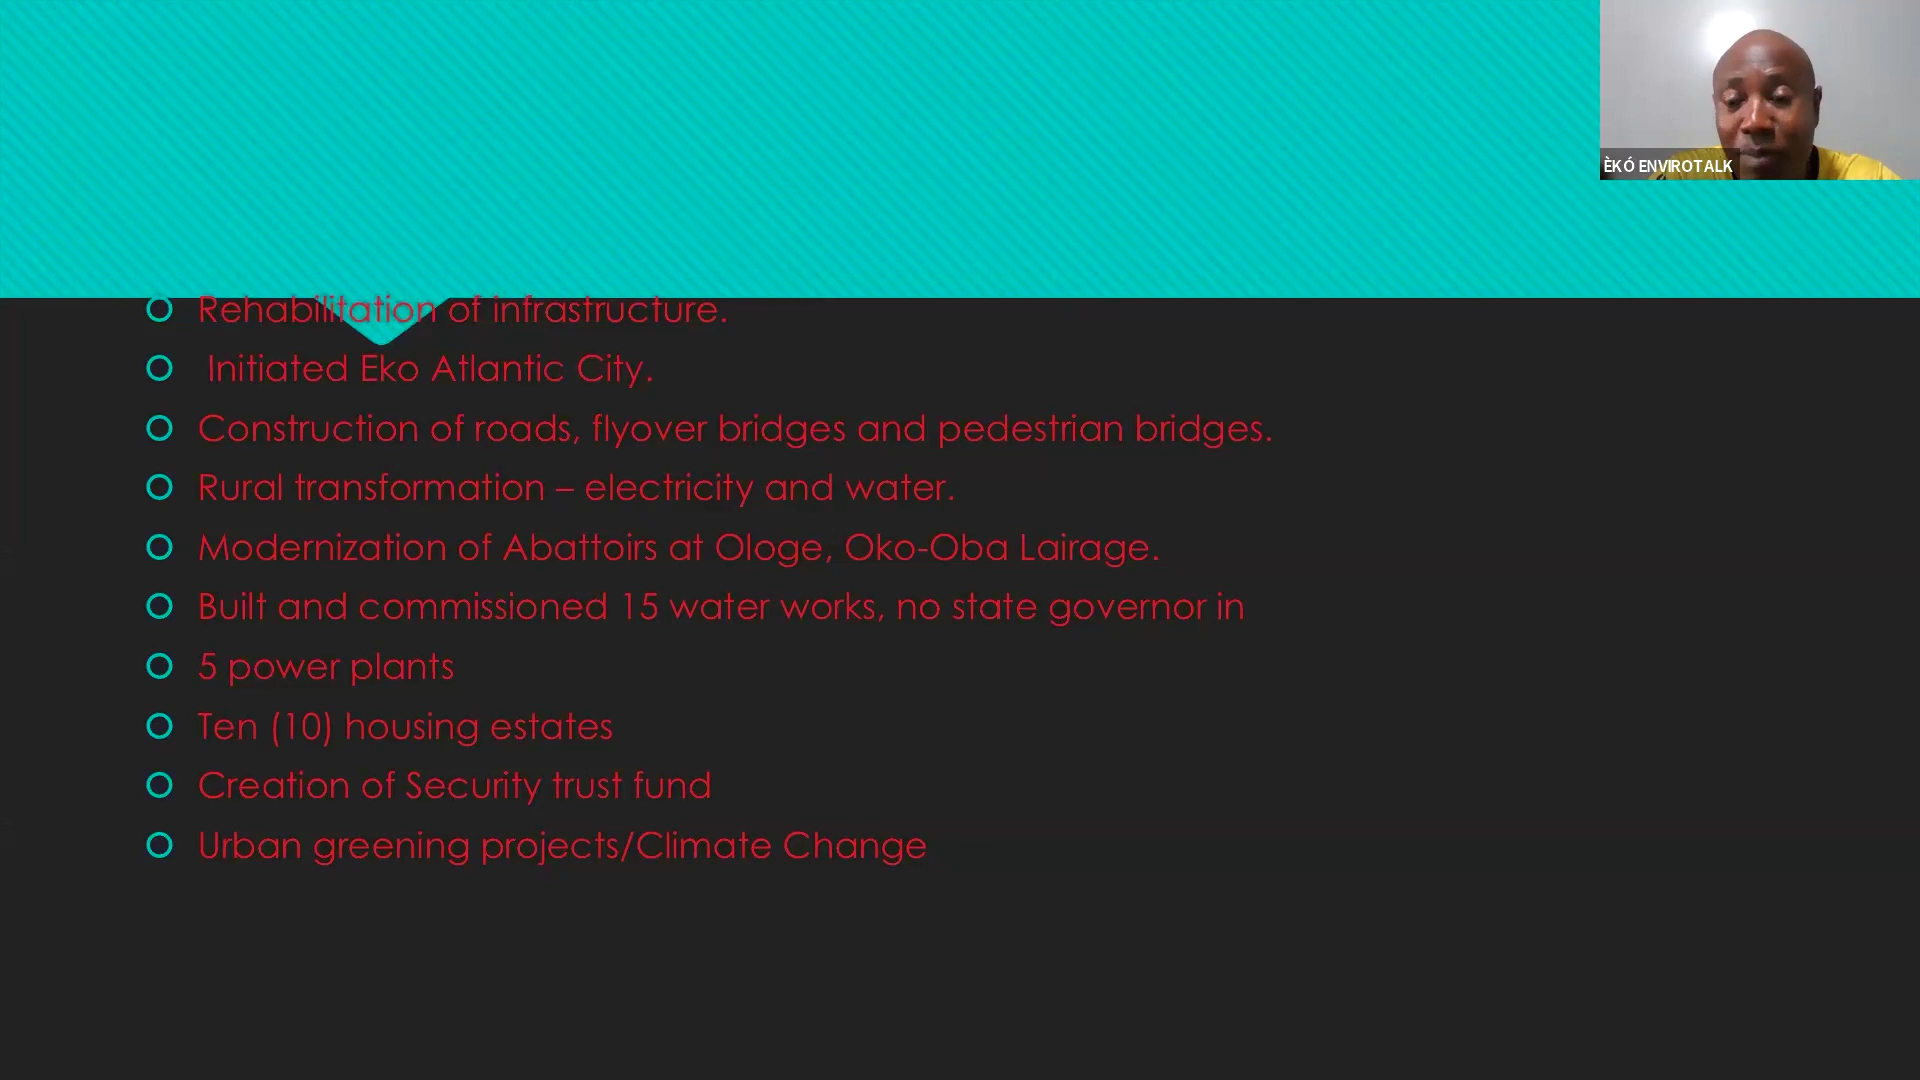 ÈKÓ ENVIROTALK
Rehabilitation of infrastructure.
Initiated Eko Atlantic City.
Construction of roads, flyover bridges and pedestrian bridges.
Rural transformation – electricity and water.
Modernization of Abattoirs at Ologe, Oko-Oba Lairage.
Built and commissioned 15 water works, no state governor in
5 power plants
Ten (10) housing estates
Creation of Security trust fund
Urban greening projects/Climate Change